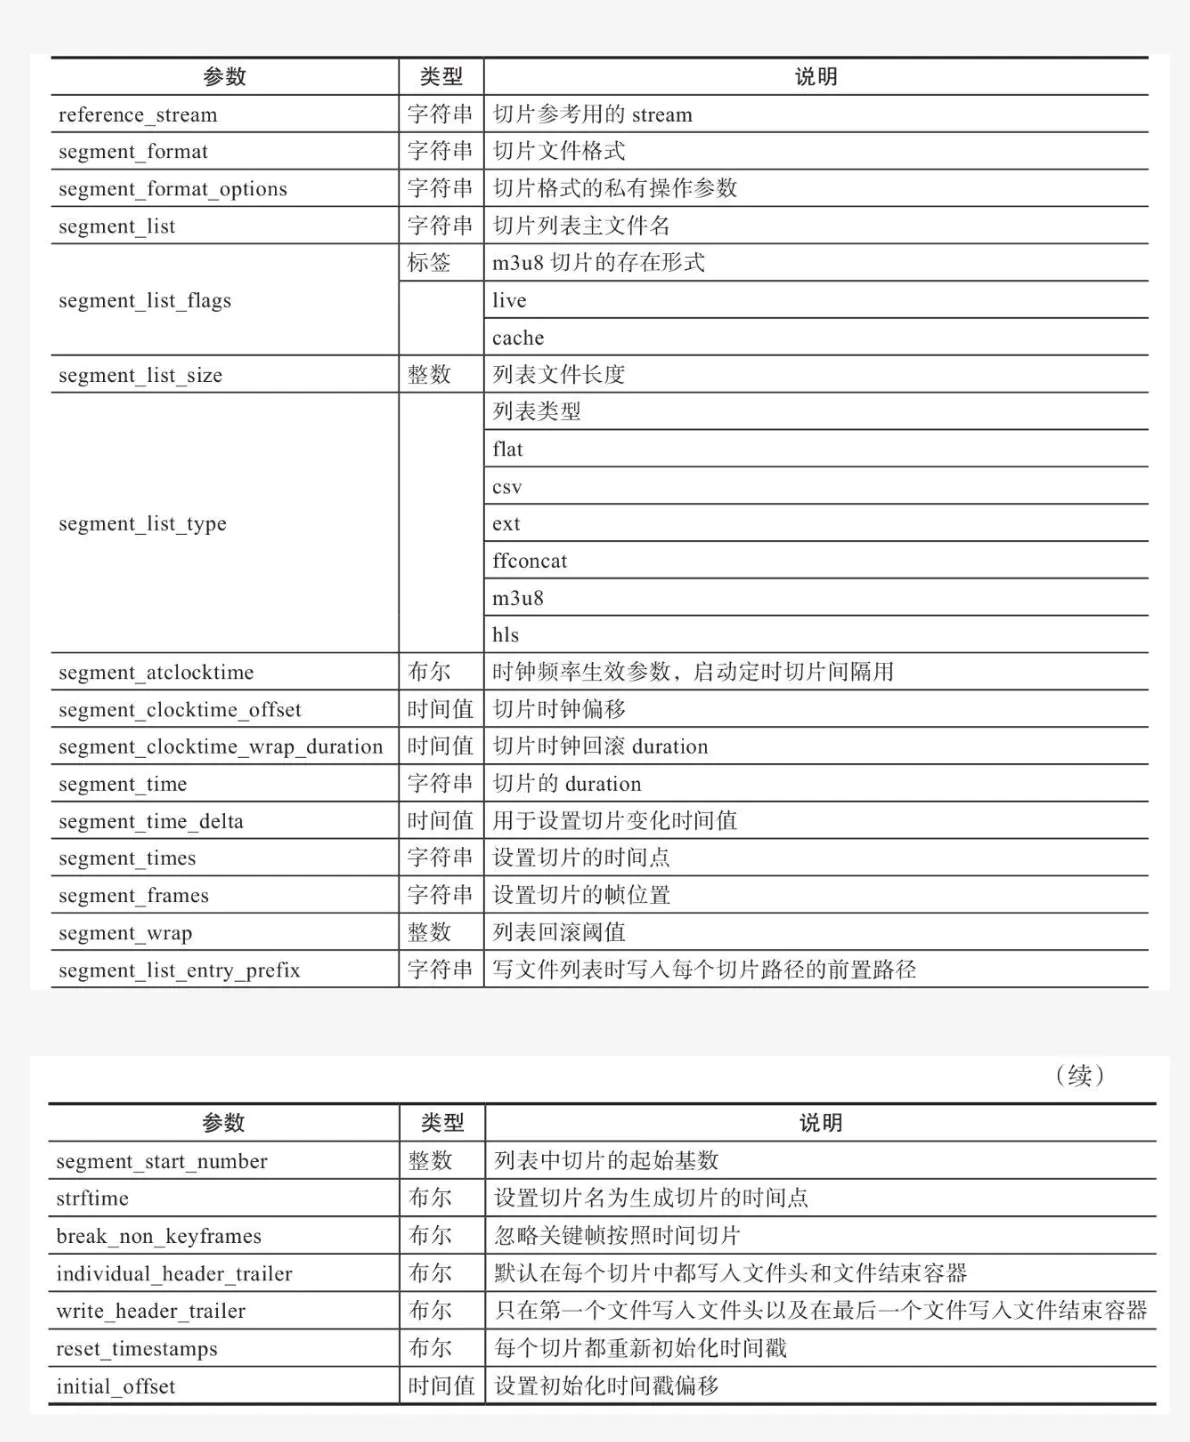 参数 类型 说明
reference_stream 字符串 切片参考用的 stream
segment_format 字符串 切片文件格式
segment_format_options 字符串 切片格式的私有操作参数
segment_list 字符串 切片列表主文件名
segment_list_flags 标签 m3u8 切片的存在形式
live
cache
segment_list_size 整数 列表文件长度
segment_list_type 列表类型
flat
csv
ext
ffconcat
m3u8
hls
segment_atclocktime 布尔 时钟频率生效参数，启动定时切片间隔用
segment_clocktime_offset 时间值 切片时钟偏移
segment_clocktime_wrap_duration 时间值 切片时钟回滚 duration
segment_time 字符串 切片的 duration
segment_time_delta 时间值 用于设置切片变化时间值
segment_times 字符串 设置切片的时间点
segment_frames 字符串 设置切片的帧位置
segment_wrap 整数 列表回滚阈值
segment_list_entry_prefix 字符串 写文件列表时写入每个切片路径的前置路径
（续）
参数 类型 说明
segment_start_number 整数 列表中切片的起始基数
strftime 布尔 设置切片名为生成切片的时间点
break_non_keyframes 布尔 忽略关键帧按照时间切片
individual_header_trailer 布尔 默认在每个切片中都写入文件头和文件结束容器
write_header_trailer 布尔 只在第一个文件写入文件头以及在最后一个文件写入文件结束容器
reset_timestamps 布尔 每个切片都重新初始化时间戳
initial_offset 时间值 设置初始化时间戳偏移